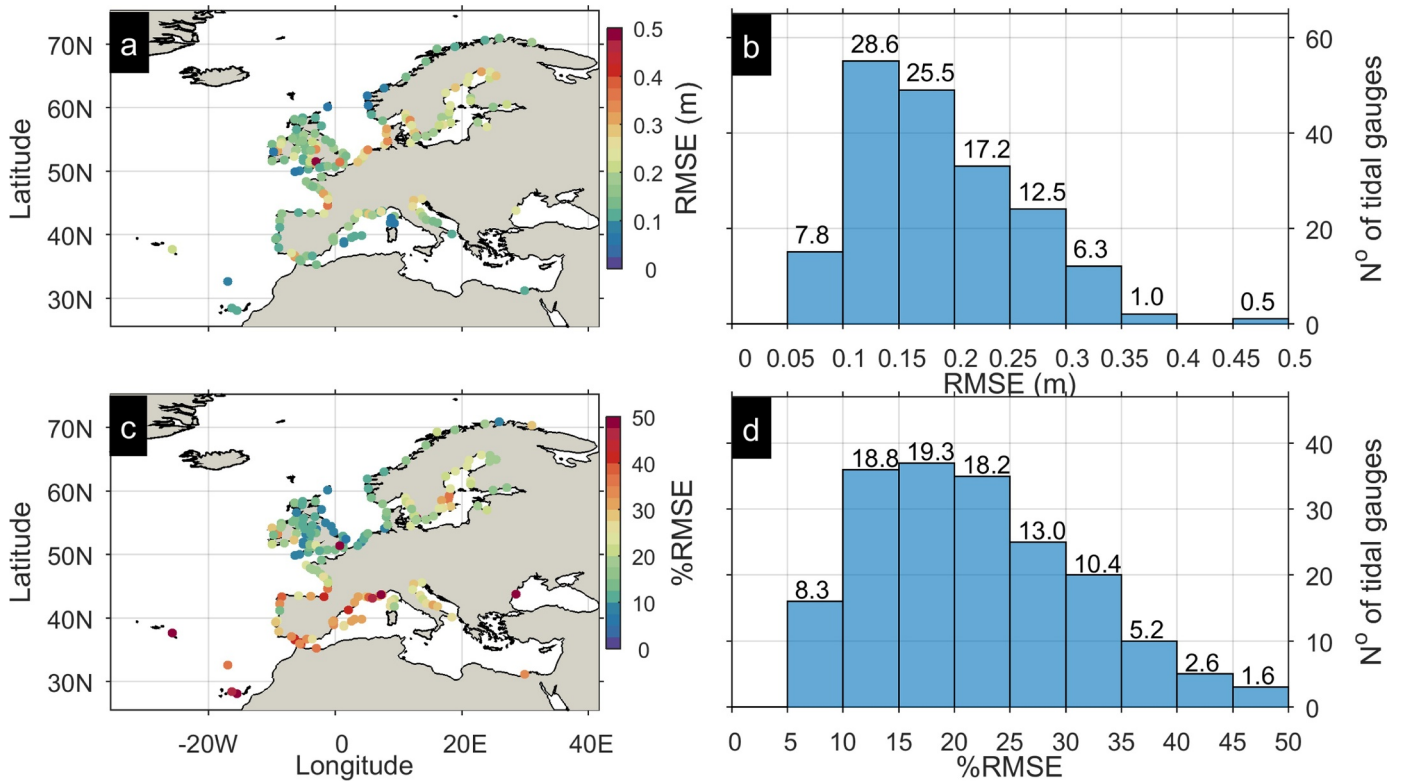 a
70N
60N
50N
40N
30N
Latitude
0.5
0.4
0.3
0.2
0.1
0
RMSE (m)
b
7.8
28.6
25.5
17.2
12.5
6.3
1.0
0.5
60
40
20
0
Nº of tidal gauges
0 0.05 0.1 0.15 0.2 0.25 0.3 0.35 0.4 0.45 0.5
RMSE (m)
c
70N
60N
50N
40N
30N
Latitude
-20W 0 20E 40E
Longitude
50
40
30
20
10
0
%RMSE
d
8.3
18.8
19.3
18.2
13.0
10.4
5.2
2.6
1.6
40
30
20
10
0
Nº of tidal gauges
0 5 10 15 20 25 30 35 40 45 50
%RMSE